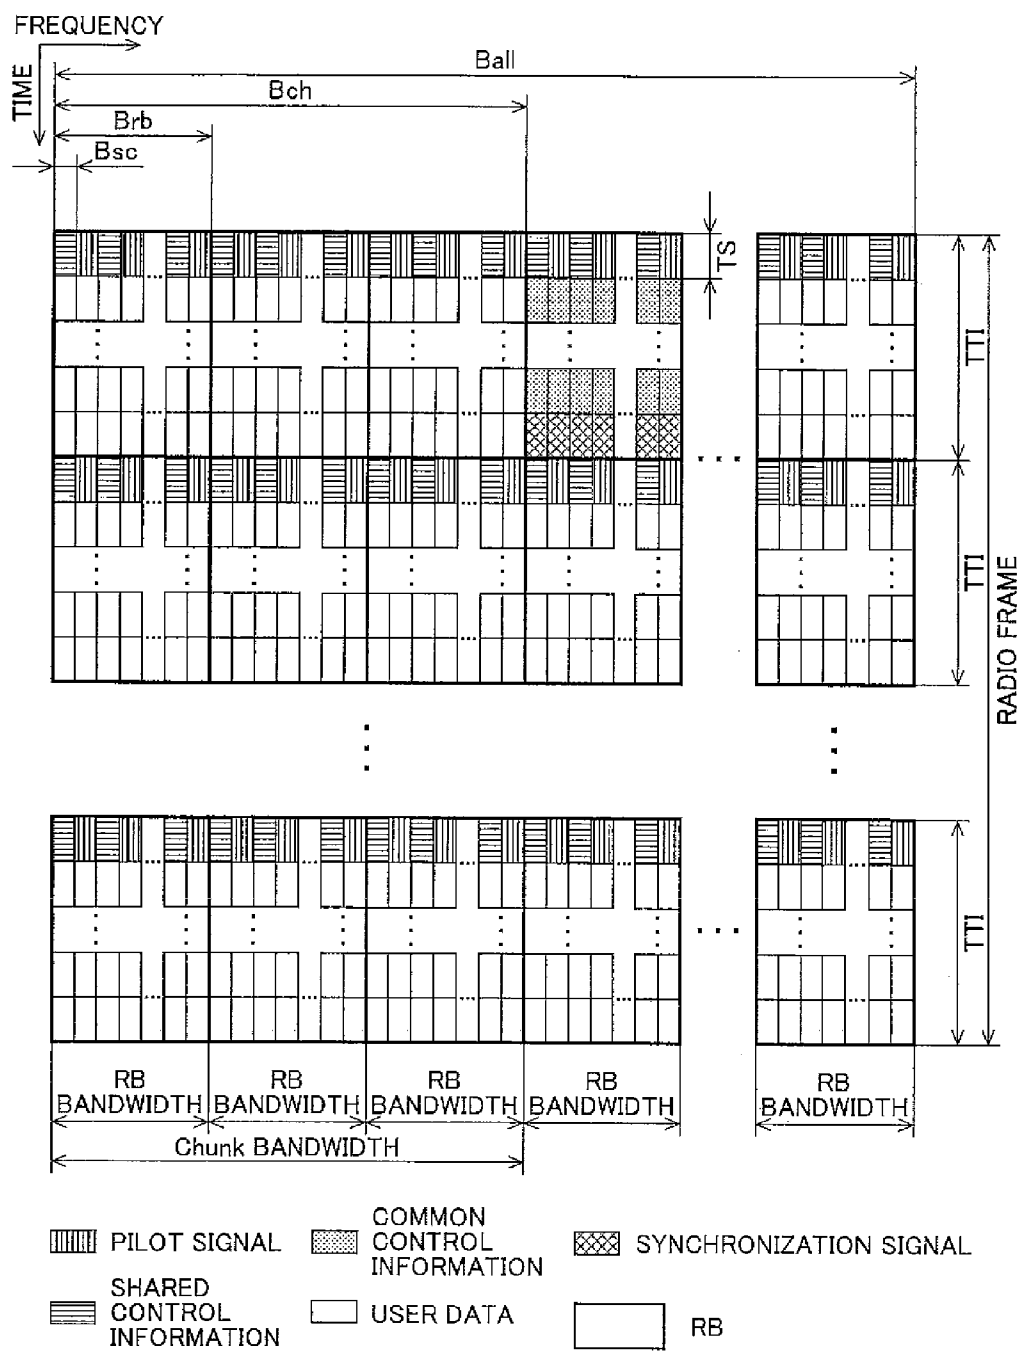 FREQUENCY
TIME
Ball
Bch
Brb
Bsc
TS
TTI
TTI
TTI
RADIO FRAME
RB BANDWIDTH
RB BANDWIDTH
RB BANDWIDTH
RB BANDWIDTH
RB BANDWIDTH
Chunk BANDWIDTH
PILOT SIGNAL
COMMON
CONTROL
INFORMATION
SYNCHRONIZATION SIGNAL
SHARED
CONTROL
INFORMATION
USER DATA
RB